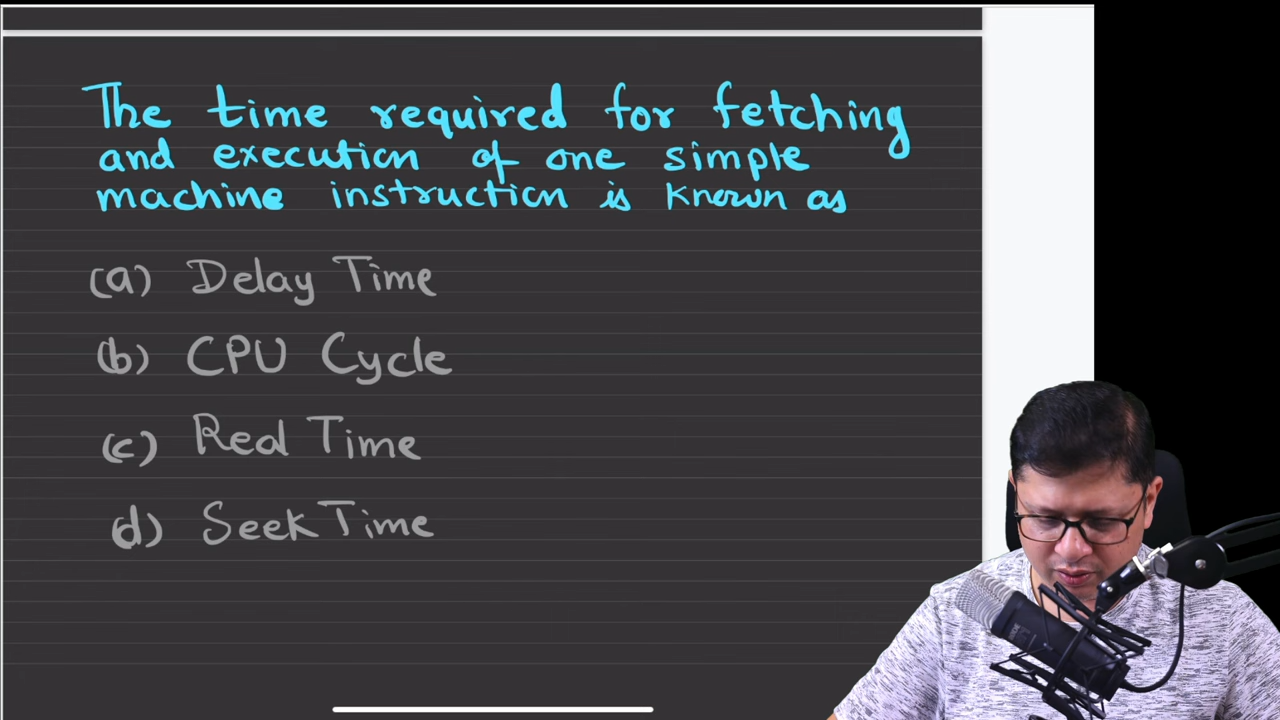 The time required for fetching
and execution of one simple
machine instruction is known as
(a) Delay Time
(b) CPU Cycle
(c) Real Time
(d) Seek Time